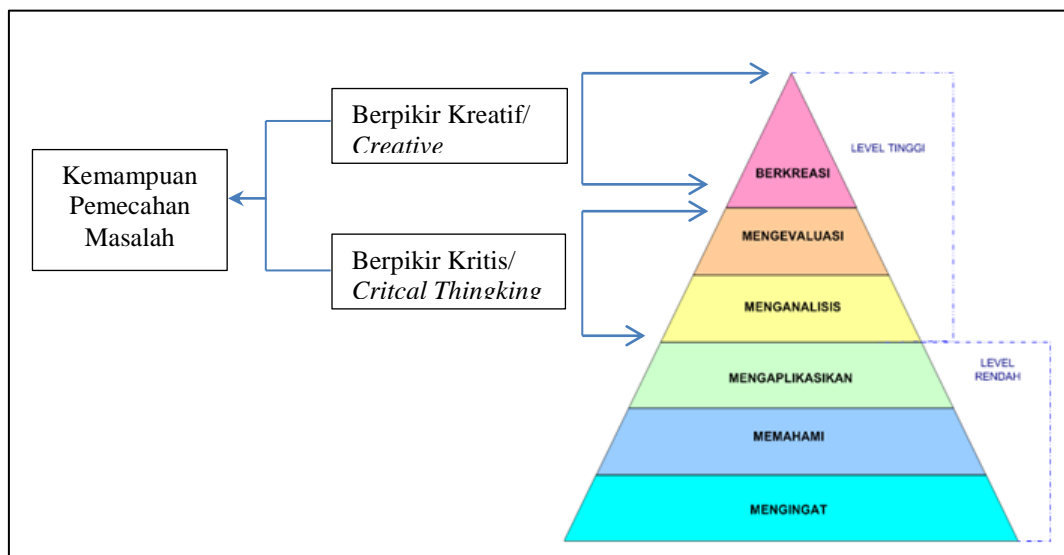 Kemampuan
Pemecahan
Masalah
Berpikir Kreatif/
Creative
Berpikir Kritis/
Critcal Thingking
LEVEL TINGGI
BERKREASI
MENGEVALUASI
MENGANALISIS
LEVEL
RENDAH
MENGAPLIKASIKAN
MEMAHAMI
MENGINGAT